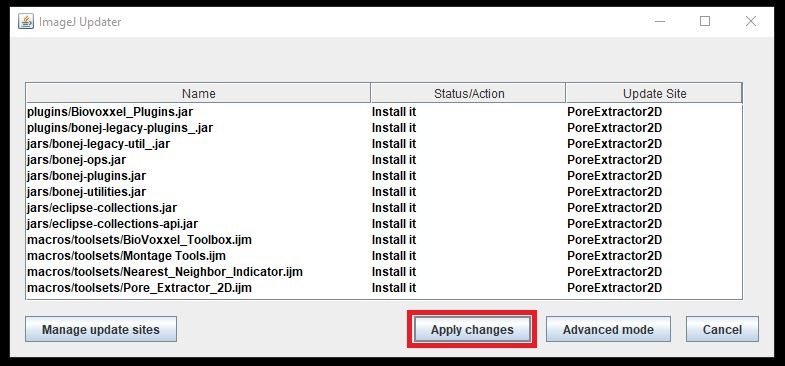 ImageJ Updater
Name Status/Action Update Site
plugins/Biovoxxel_Plugins.jar Install it PoreExtractor2D
plugins/bonej-legacy-plugins_.jar Install it PoreExtractor2D
jars/bonej-legacy-util_.jar Install it PoreExtractor2D
jars/bonej-ops.jar Install it PoreExtractor2D
jars/bonej-plugins.jar Install it PoreExtractor2D
jars/bonej-utilities.jar Install it PoreExtractor2D
jars/eclipse-collections.jar Install it PoreExtractor2D
jars/eclipse-collections-api.jar Install it PoreExtractor2D
macros/toolsets/BioVoxxel_Toolbox.ijm Install it PoreExtractor2D
macros/toolsets/Montage Tools.ijm Install it PoreExtractor2D
macros/toolsets/Nearest_Neighbor_Indicator.ijm Install it PoreExtractor2D
macros/toolsets/Pore_Extractor_2D.ijm Install it PoreExtractor2D
Manage update sites Apply changes Advanced mode Cancel